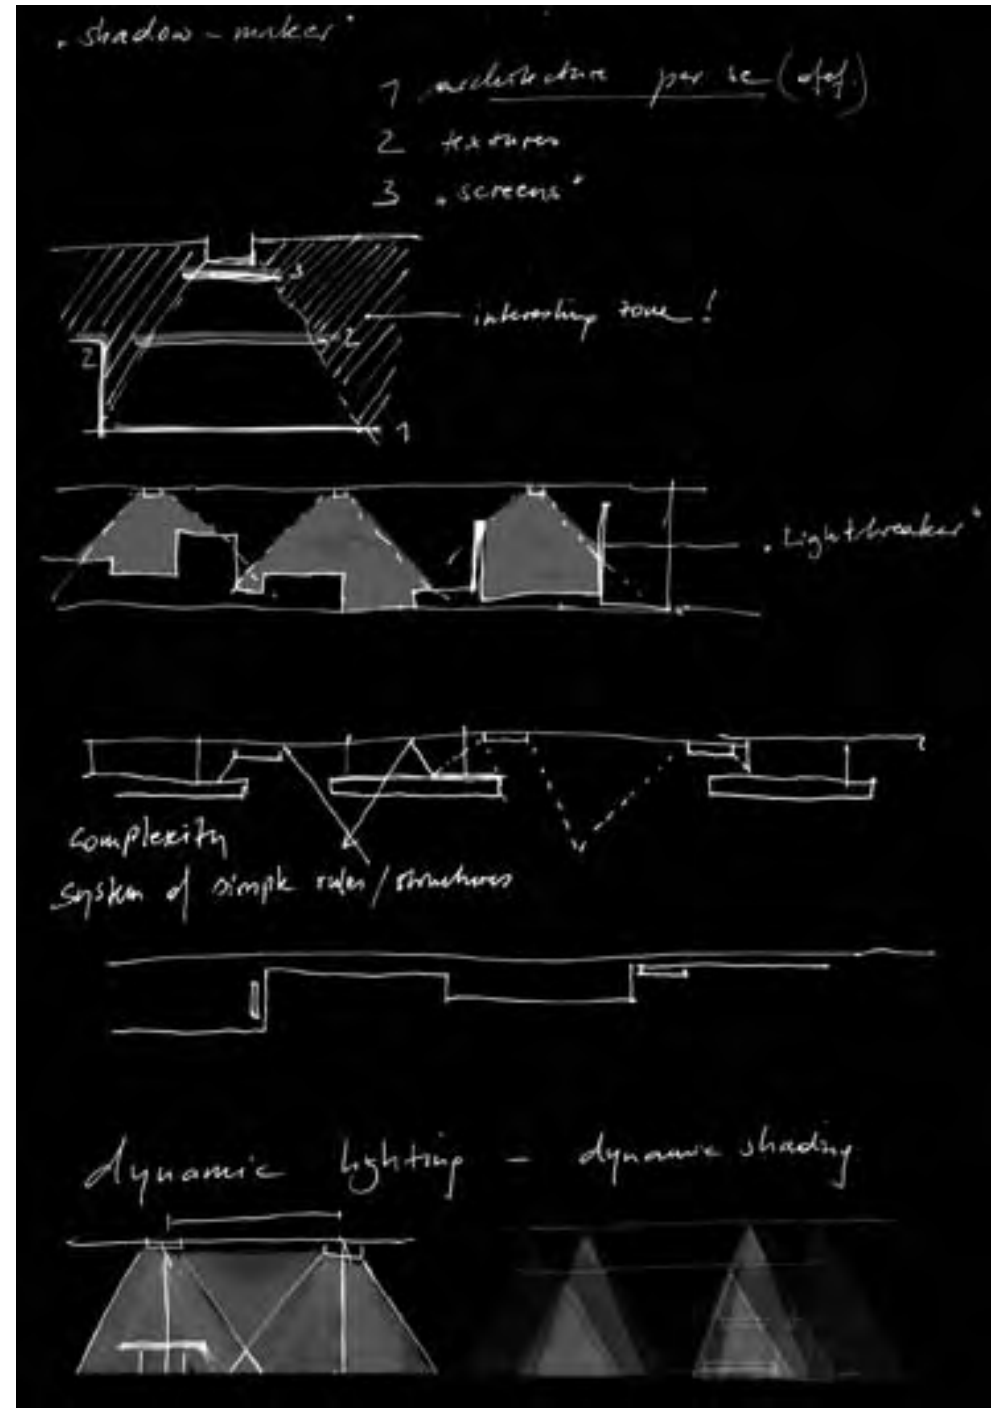 „shadow-maker"
1 architecture per se (
2 textures
3 „screens"
3
interesting zone!
2
2
1
„Lightbreaker"
complexity
system of simple rules/structures
dynamic lighting - dynamic shading